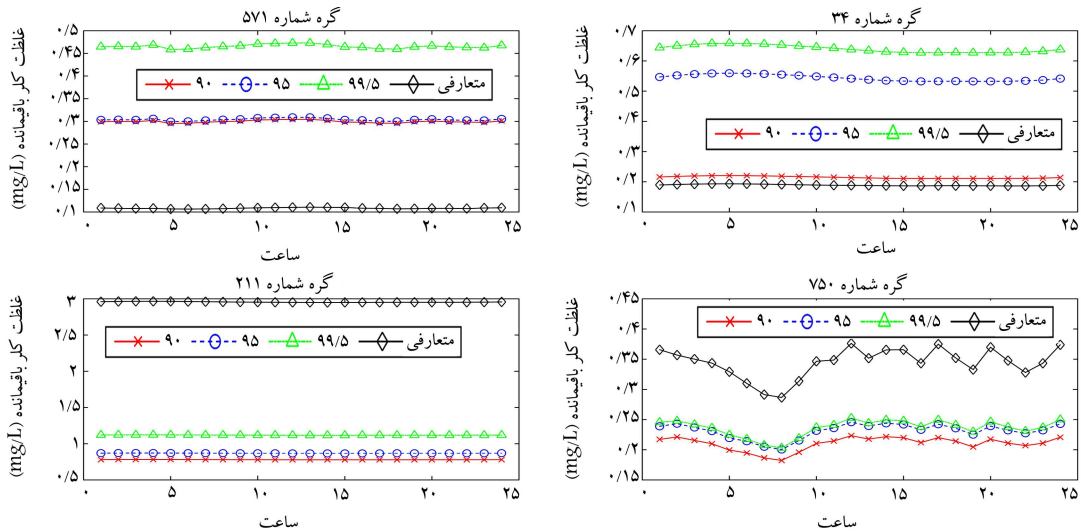 گره شماره ۵۷۱
غلظت کلر باقیمانده (mg/L)
۰/۵
۰/۴۵
۰/۴
۰/۳۵
۰/۳
۰/۲۵
۰/۲
۰/۱۵
۰/۱
۹۰ ۹۵ ۹۹/۵ متعارفی
۰ ۵ ۱۰ ۱۵ ۲۰ ۲۵
ساعت
گره شماره ۳۴
غلظت کلر باقیمانده (mg/L)
۰/۷
۰/۶
۰/۵
۰/۴
۰/۳
۰/۲
۰/۱
۹۰ ۹۵ ۹۹/۵ متعارفی
۰ ۵ ۱۰ ۱۵ ۲۰ ۲۵
ساعت
گره شماره ۲۱۱
غلظت کلر باقیمانده (mg/L)
۳
۲/۵
۲
۱/۵
۱
۰/۵
۹۰ ۹۵ ۹۹/۵ متعارفی
۰ ۵ ۱۰ ۱۵ ۲۰ ۲۵
ساعت
گره شماره ۷۵۰
غلظت کلر باقیمانده (mg/L)
۰/۴۵
۰/۴
۰/۳۵
۰/۳
۰/۲۵
۰/۲
۰/۱۵
۹۰ ۹۵ ۹۹/۵ متعارفی
۰ ۵ ۱۰ ۱۵ ۲۰ ۲۵
ساعت